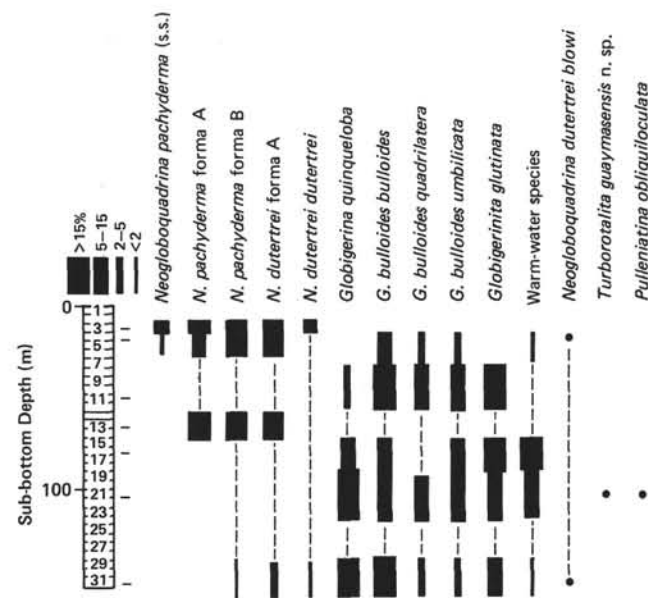 >15%
5–15
2–5
<2
Neogloboquadrina pachyderma (s.s.)
N. pachyderma forma A
N. pachyderma forma B
N. dutertrei forma A
N. dutertrei dutertrei
Globigerina quinqueloba
G. bulloides bulloides
G. bulloides quadrilatera
G. bulloides umbilicata
Globigerinita glutinata
Warm-water species
Neogloboquadrina dutertrei blowi
Turborotalita guaymasensis n. sp.
Pulleniatina obliquiloculata
Sub-bottom Depth (m)
0
100
1
3
5
7
9
11
13
15
17
19
21
23
25
27
29
31